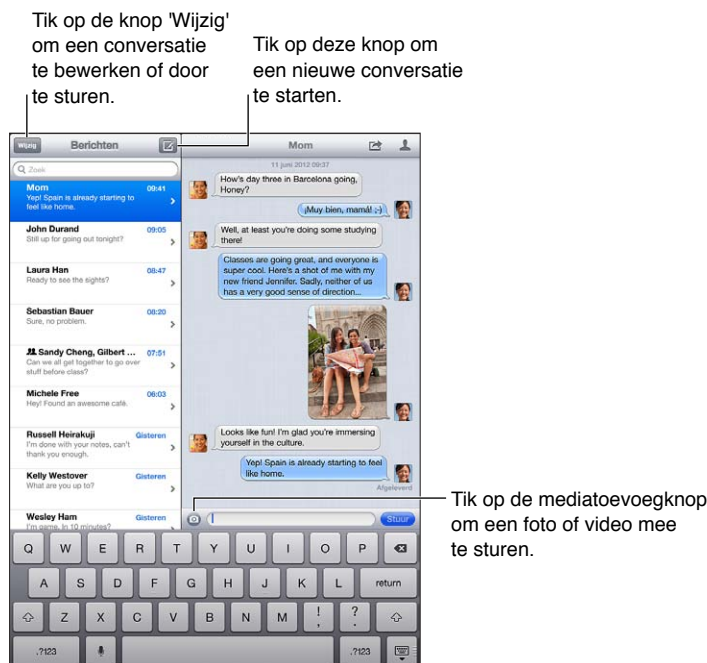 Tik op de knop 'Wijzig'
om een conversatie
te bewerken of door
te sturen.
Tik op deze knop om
een nieuwe conversatie
te starten.
Wijzig
Berichten
Mom
Zoek
Mom 09:41
Yep! Spain is already starting to
feel like home.
John Durand 09:05
Still up for going out tonight?
Laura Han 08:47
Ready to see the sights?
Sebastian Bauer 08:20
Sure, no problem.
Sandy Cheng, Gilbert ... 07:51
Can we all get together to go over
stuff before class?
Michele Free 06:03
Hey! Found an awesome café.
Russell Heirakuji Gisteren
I'm done with your notes, can't
thank you enough.
Kelly Westover Gisteren
What are you up to?
Wesley Ham Gisteren
I'm game. In 10 minutes?
11 juni 2012 09:37
How's day three in Barcelona going,
Honey?
¡Muy bien, mamá! ;-)
Well, at least you're doing some studying
there!
Classes are going great, and everyone is
super cool. Here's a shot of me with my
new friend Jennifer. Sadly, neither of us
has a very good sense of direction...
Looks like fun! I'm glad you're immersing
yourself in the culture.
Yep! Spain is already starting to feel
like home.
Afgeleverd
Stuur
Tik op de mediatoevoegknop
om een foto of video mee
te sturen.
Q W E R T Y U I O P
A S D F G H J K L return
Z X C V B N M ! , ? .
.?123 .?123